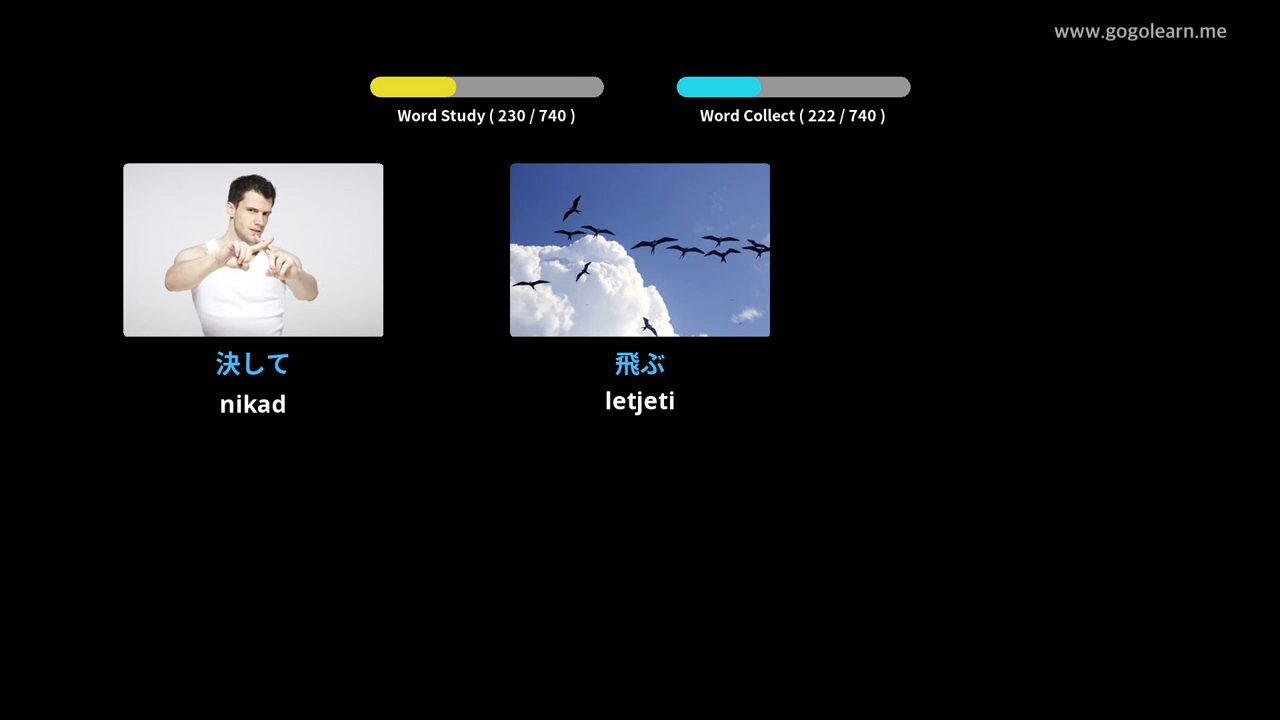 www.gogolearn.me
Word Study ( 230 / 740 )
Word Collect ( 222 / 740 )
決して
nikad
飛ぶ
letjeti